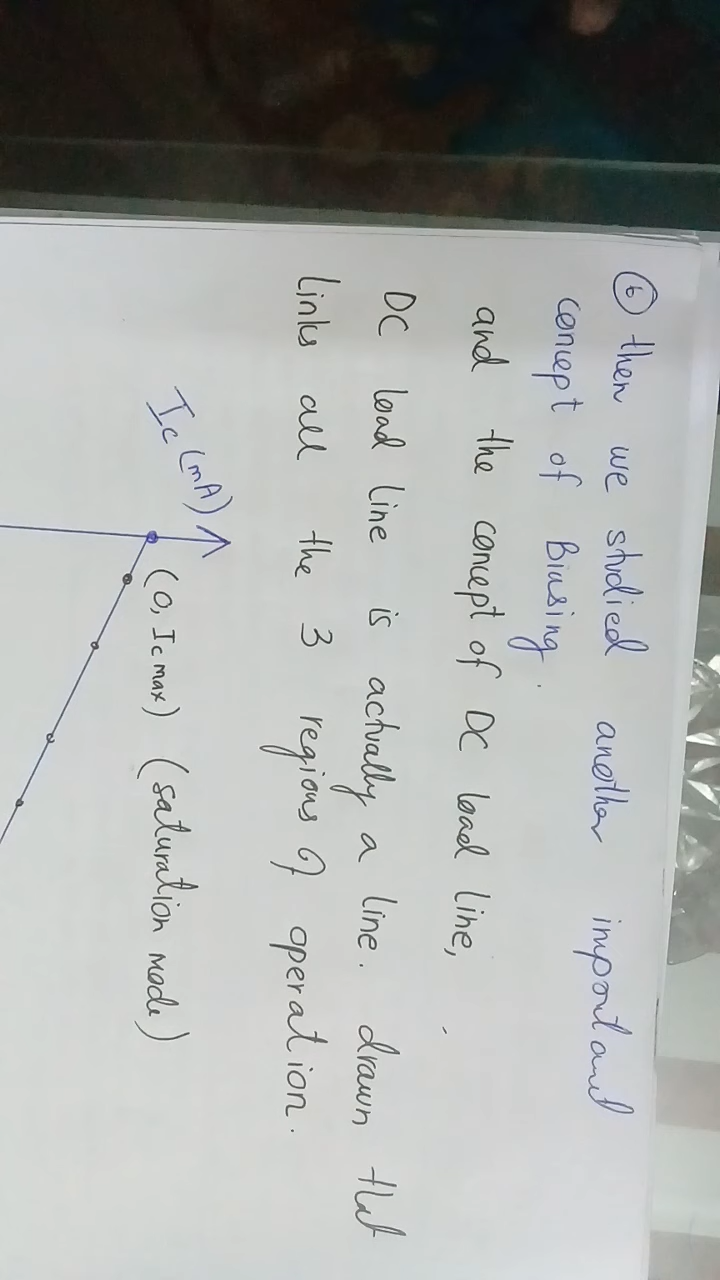 ⑥ then we studied another important
concept of Biasing.
and the concept of DC load line,
DC load line is actually a line. drawn that
links all the 3 regions of operation.
Ic (mA)
(0, Ic max) (saturation mode)